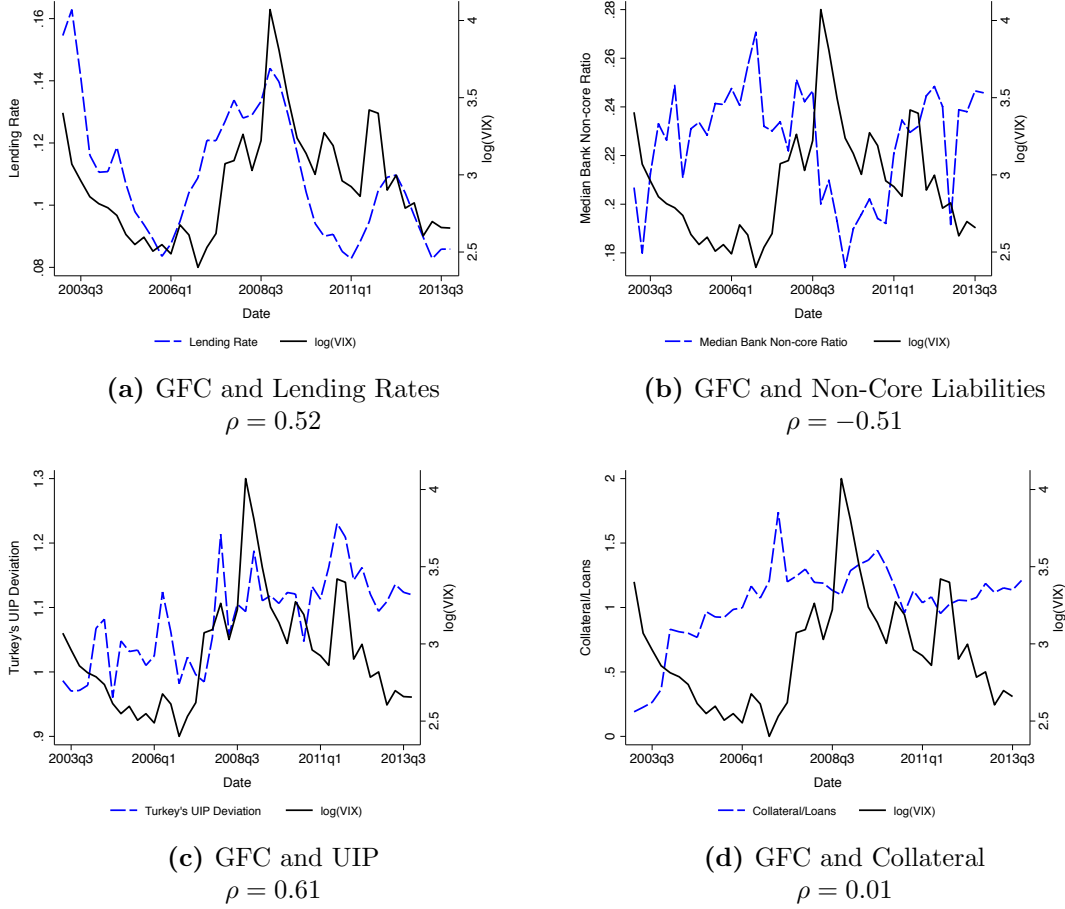 .16
.14
.12
.1
.08
Lending Rate
4
3.5
3
2.5
log(VIX)
2003q3 2006q1 2008q3 2011q1 2013q3
Date
Lending Rate log(VIX)
(a) GFC and Lending Rates
ρ = 0.52
.28
.26
.24
.22
.2
.18
Median Bank Non-core Ratio
4
3.5
3
2.5
log(VIX)
2003q3 2006q1 2008q3 2011q1 2013q3
Date
Median Bank Non-core Ratio log(VIX)
(b) GFC and Non-Core Liabilities
ρ = −0.51
1.3
1.2
1.1
1
.9
Turkey's UIP Deviation
4
3.5
3
2.5
log(VIX)
2003q3 2006q1 2008q3 2011q1 2013q3
Date
Turkey's UIP Deviation log(VIX)
(c) GFC and UIP
ρ = 0.61
2
1.5
1
.5
0
Collateral/Loans
4
3.5
3
2.5
log(VIX)
2003q3 2006q1 2008q3 2011q1 2013q3
Date
Collateral/Loans log(VIX)
(d) GFC and Collateral
ρ = 0.01